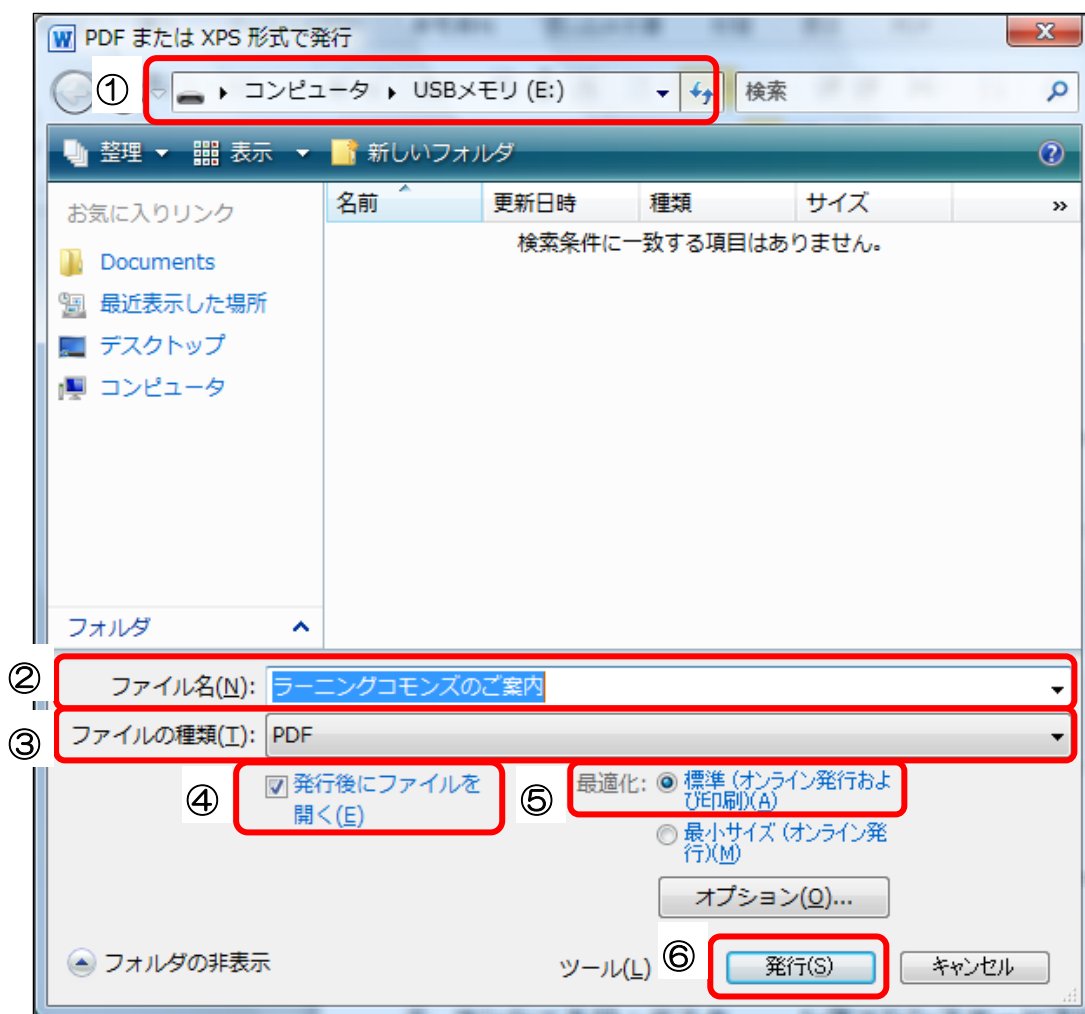 PDF または XPS 形式で発行
① コンピュータ USBメモリ (E:) 検索
整理 表示 新しいフォルダ
お気に入りリンク
名前 更新日時 種類 サイズ »
検索条件に一致する項目はありません。
Documents
最近表示した場所
デスクトップ
コンピュータ
フォルダ
② ファイル名(N): ラーニングコモンズのご案内
③ ファイルの種類(T): PDF
④ 発行後にファイルを
開く(E)
⑤ 最適化: 標準 (オンライン発行およ
び印刷)(A)
最小サイズ (オンライン発
行)(M)
オプション(O)...
フォルダの非表示
ツール(L) ⑥ 発行(S) キャンセル